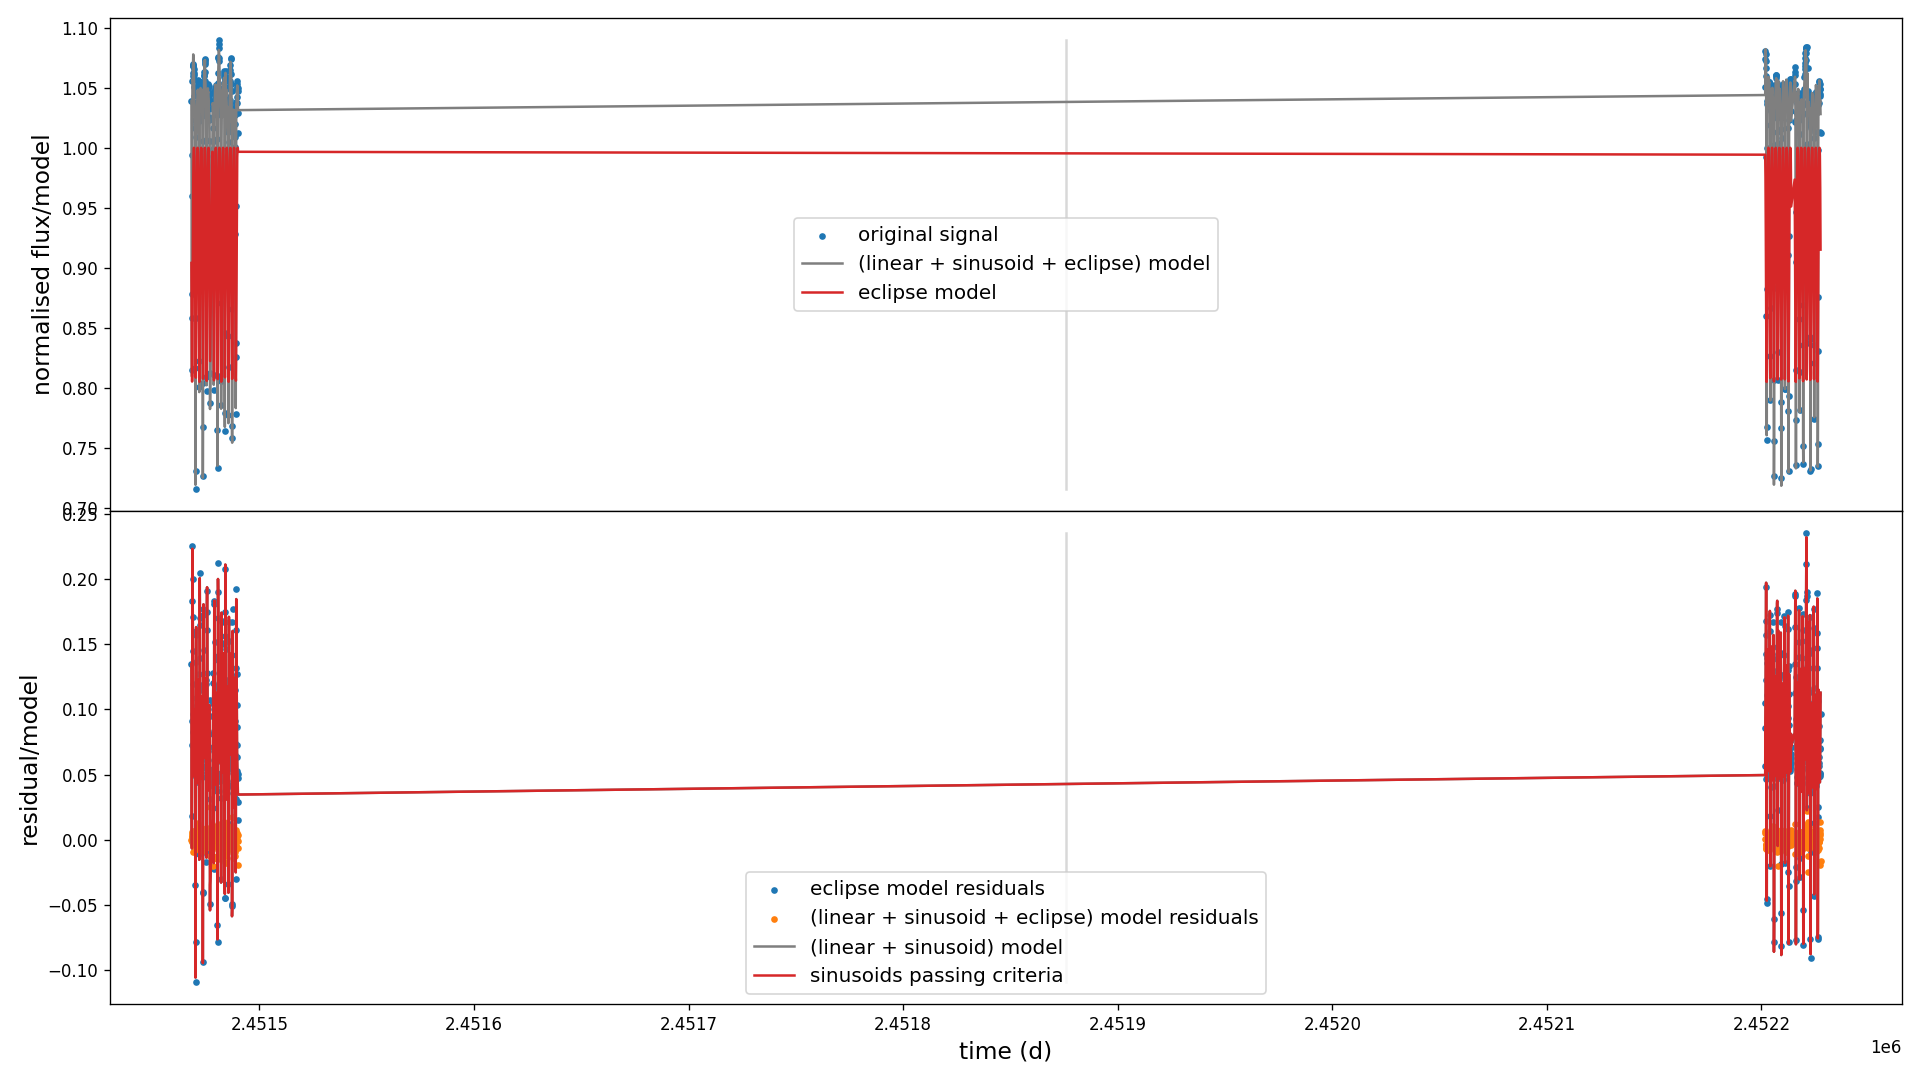 1.10
1.05
1.00
0.95
0.90
0.85
0.80
0.75
0.70
normalised flux/model
original signal
(linear + sinusoid + eclipse) model
eclipse model
0.25
0.20
0.15
0.10
0.05
0.00
−0.05
−0.10
residual/model
eclipse model residuals
(linear + sinusoid + eclipse) model residuals
(linear + sinusoid) model
sinusoids passing criteria
2.4515 2.4516 2.4517 2.4518 2.4519 2.4520 2.4521 2.4522
1e6
time (d)